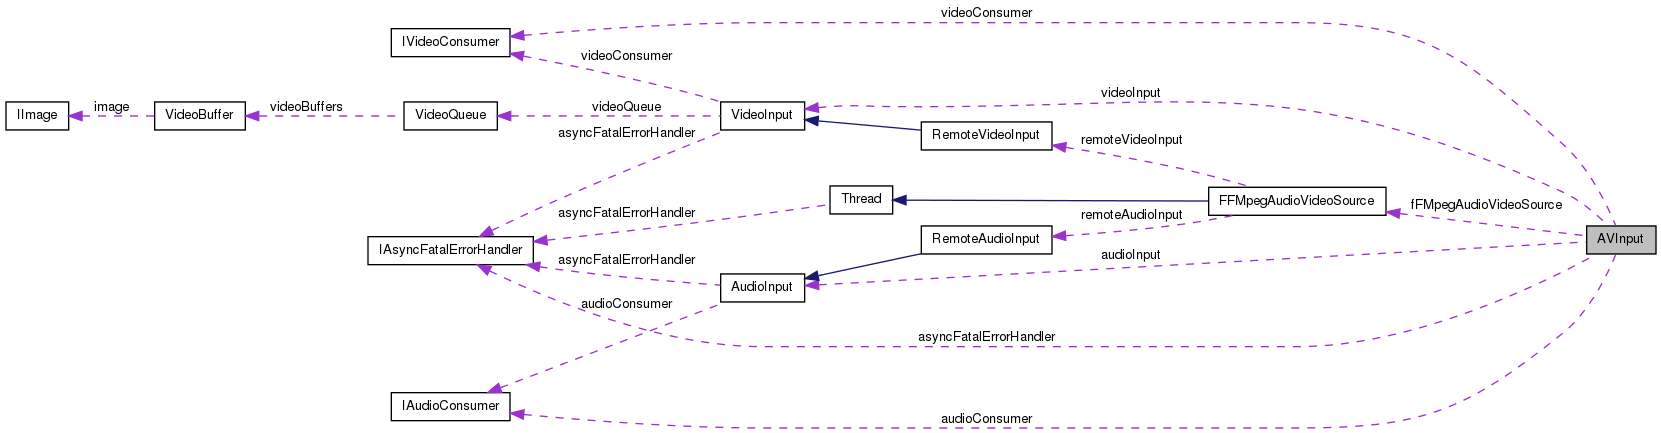 videoConsumer
IVideoConsumer
videoConsumer
IImage
image
VideoBuffer
videoBuffers
VideoQueue
videoQueue
VideoInput
videoInput
asyncFatalErrorHandler
RemoteVideoInput
remoteVideoInput
Thread
FFMpegAudioVideoSource
fFMpegAudioVideoSource
asyncFatalErrorHandler
remoteAudioInput
IAsyncFatalErrorHandler
RemoteAudioInput
AVInput
asyncFatalErrorHandler
audioInput
AudioInput
audioConsumer
asyncFatalErrorHandler
IAudioConsumer
audioConsumer